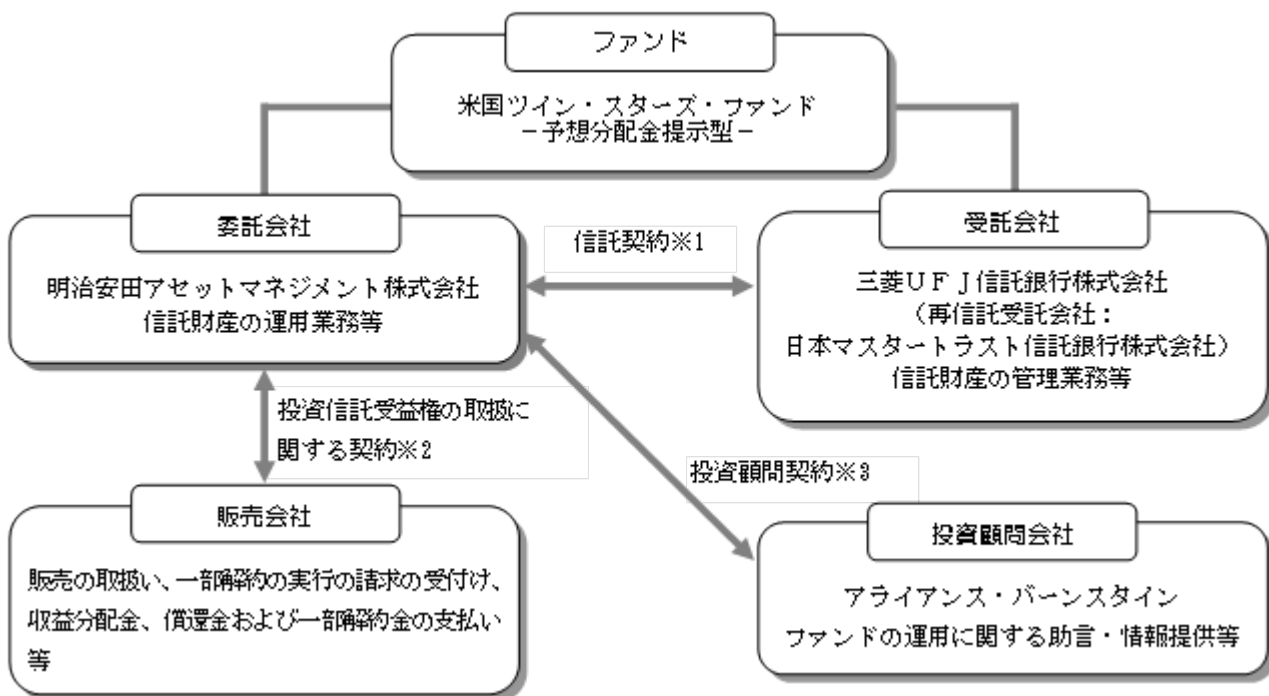 ファンド
米国ツイン・スターズ・ファンド
－予想分配金提示型－
委託会社
明治安田アセットマネジメント株式会社
信託財産の運用業務等
信託契約※1
受託会社
三菱UFJ信託銀行株式会社
（再信託受託会社：
日本マスタートラスト信託銀行株式会社）
信託財産の管理業務等
投資信託受益権の取扱に
関する契約※2
投資顧問契約※3
販売会社
販売の取扱い、一部解約の実行の請求の受付け、
収益分配金、償還金および一部解約金の支払い
等
投資顧問会社
アライアンス・バーンスタイン
ファンドの運用に関する助言・情報提供等